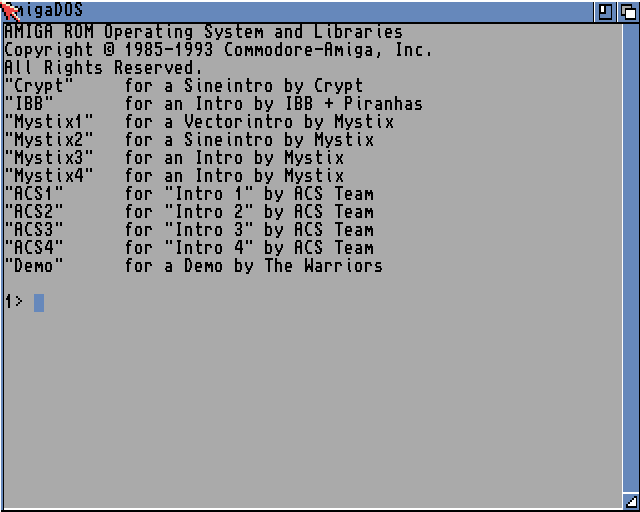 AmigaDOS
AMIGA ROM Operating System and Libraries
Copyright © 1985-1993 Commodore-Amiga, Inc.
All Rights Reserved.
"Crypt" for a Sineintro by Crypt
"IBB" for an Intro by IBB + Piranhas
"Mystix1" for a Vectorintro by Mystix
"Mystix2" for a Sineintro by Mystix
"Mystix3" for an Intro by Mystix
"Mystix4" for an Intro by Mystix
"ACS1" for "Intro 1" by ACS Team
"ACS2" for "Intro 2" by ACS Team
"ACS3" for "Intro 3" by ACS Team
"ACS4" for "Intro 4" by ACS Team
"Demo" for a Demo by The Warriors
1>